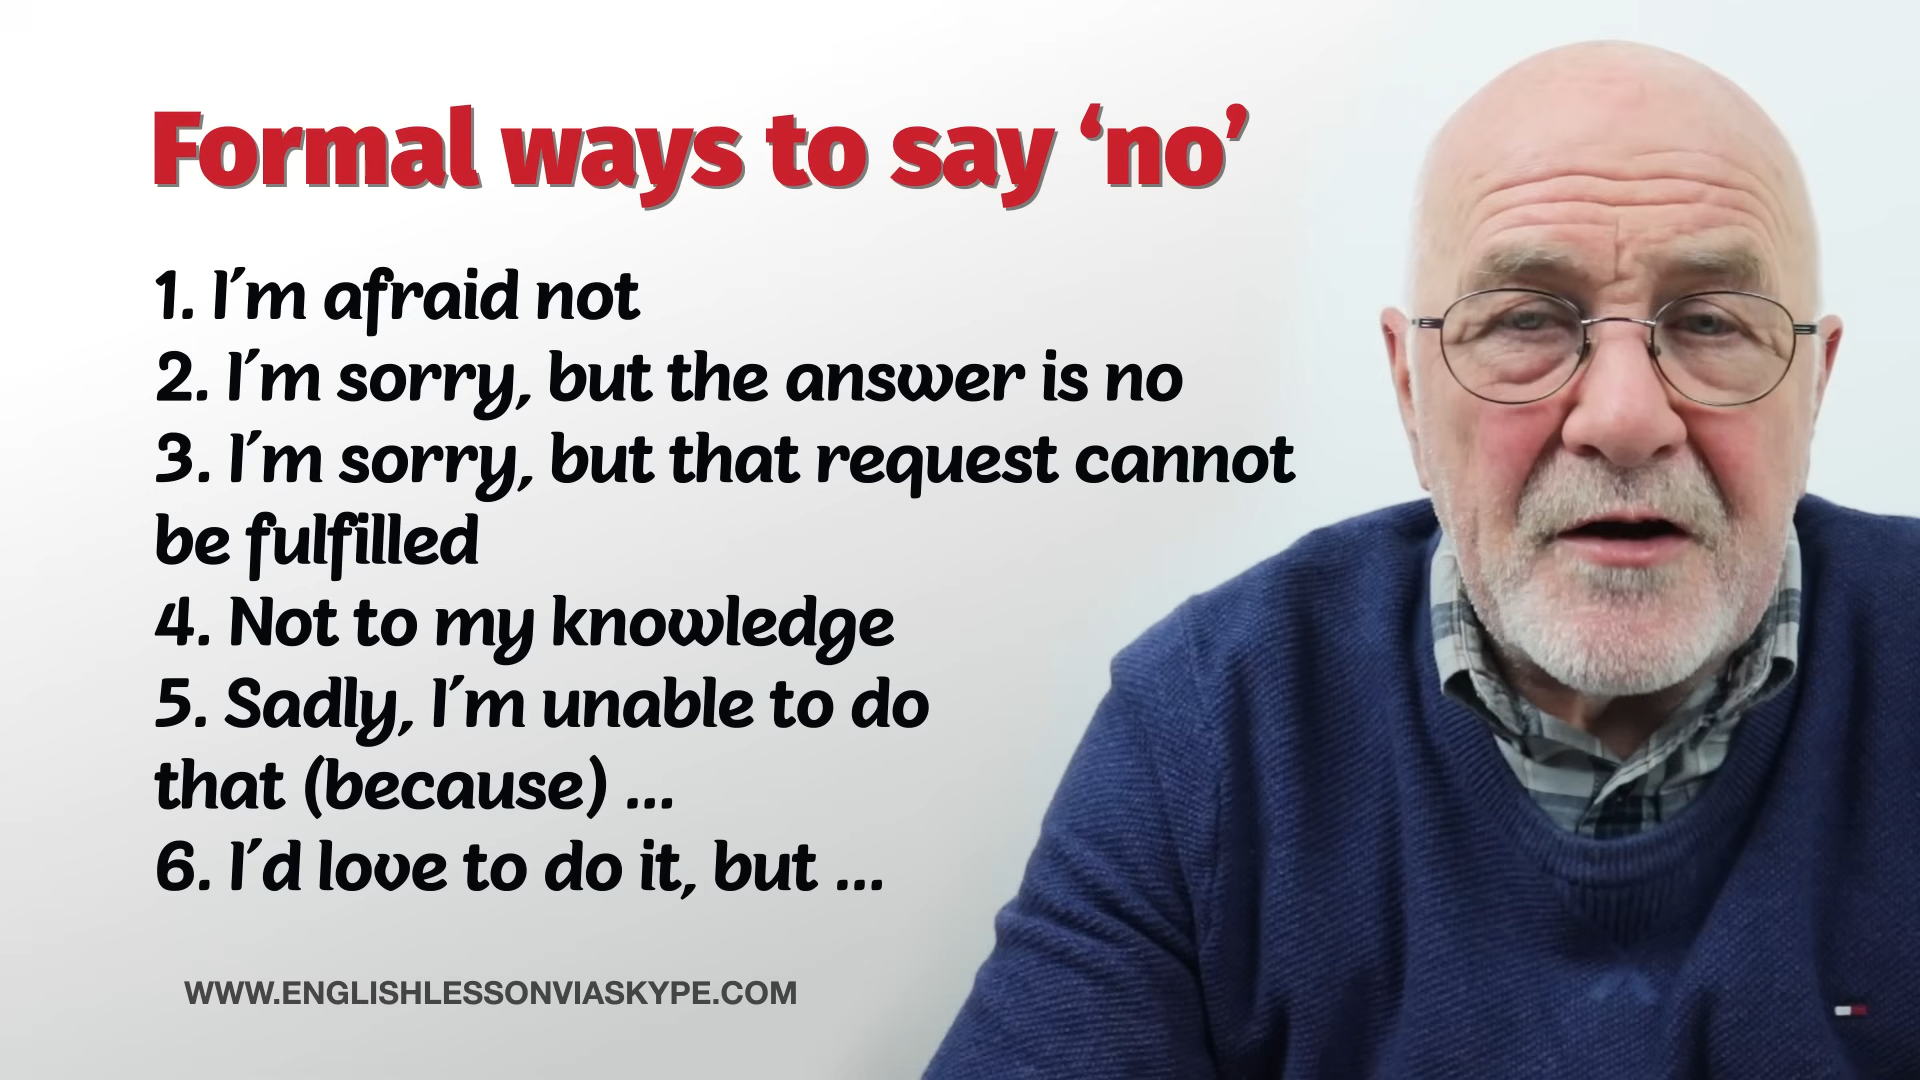 Formal ways to say ‘no’
1. I´m afraid not
2. I´m sorry, but the answer is no
3. I´m sorry, but that request cannot
be fulfilled
4. Not to my knowledge
5. Sadly, I´m unable to do
that (because) ...
6. I´d love to do it, but ...
WWW.ENGLISHLESSONVIASKYPE.COM